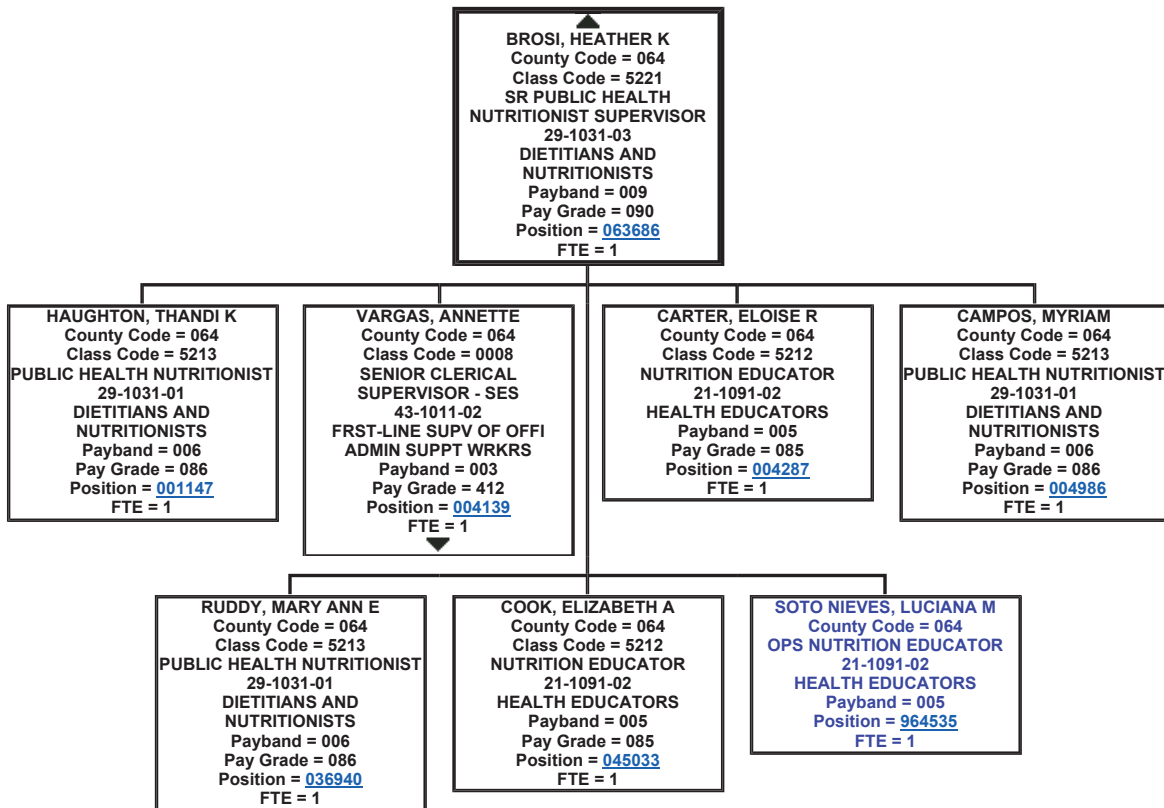 BROSI, HEATHER K
County Code = 064
Class Code = 5221
SR PUBLIC HEALTH
NUTRITIONIST SUPERVISOR
29-1031-03
DIETITIANS AND
NUTRITIONISTS
Payband = 009
Pay Grade = 090
Position = 063686
FTE = 1
HAUGHTON, THANDI K
County Code = 064
Class Code = 5213
PUBLIC HEALTH NUTRITIONIST
29-1031-01
DIETITIANS AND
NUTRITIONISTS
Payband = 006
Pay Grade = 086
Position = 001147
FTE = 1
VARGAS, ANNETTE
County Code = 064
Class Code = 0008
SENIOR CLERICAL
SUPERVISOR - SES
43-1011-02
FRST-LINE SUPV OF OFFI
ADMIN SUPPT WRKRS
Payband = 003
Pay Grade = 412
Position = 004139
FTE = 1
CARTER, ELOISE R
County Code = 064
Class Code = 5212
NUTRITION EDUCATOR
21-1091-02
HEALTH EDUCATORS
Payband = 005
Pay Grade = 085
Position = 004287
FTE = 1
CAMPOS, MYRIAM
County Code = 064
Class Code = 5213
PUBLIC HEALTH NUTRITIONIST
29-1031-01
DIETITIANS AND
NUTRITIONISTS
Payband = 006
Pay Grade = 086
Position = 004986
FTE = 1
RUDDY, MARY ANN E
County Code = 064
Class Code = 5213
PUBLIC HEALTH NUTRITIONIST
29-1031-01
DIETITIANS AND
NUTRITIONISTS
Payband = 006
Pay Grade = 086
Position = 036940
FTE = 1
COOK, ELIZABETH A
County Code = 064
Class Code = 5212
NUTRITION EDUCATOR
21-1091-02
HEALTH EDUCATORS
Payband = 005
Pay Grade = 085
Position = 045033
FTE = 1
SOTO NIEVES, LUCIANA M
County Code = 064
OPS NUTRITION EDUCATOR
21-1091-02
HEALTH EDUCATORS
Payband = 005
Position = 964535
FTE = 1